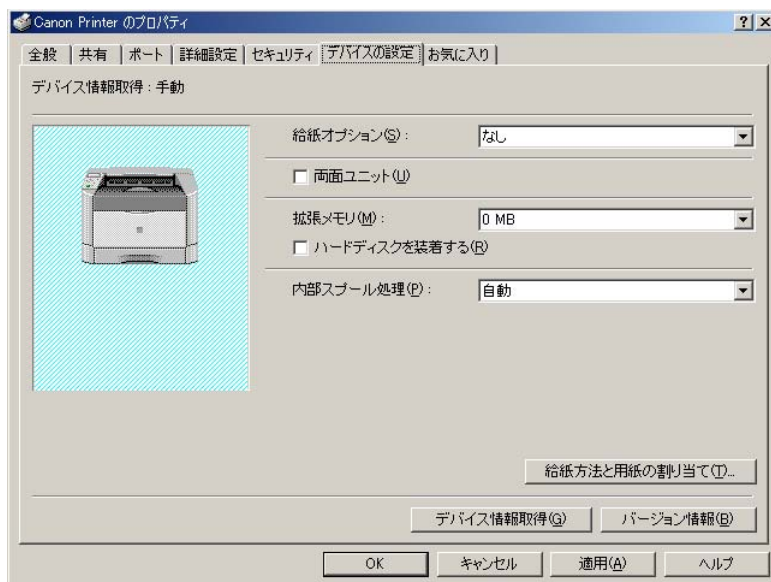 Canon Printer のプロパティ
全般 共有 ポート 詳細設定 セキュリティ デバイスの設定 お気に入り
デバイス情報取得 : 手動
給紙オプション(S) : なし
両面ユニット(U)
拡張メモリ(M) : 0 MB
ハードディスクを装着する(R)
内部スプール処理(P) : 自動
給紙方法と用紙の割り当て(T)...
デバイス情報取得(G) バージョン情報(B)
OK キャンセル 適用(A) ヘルプ